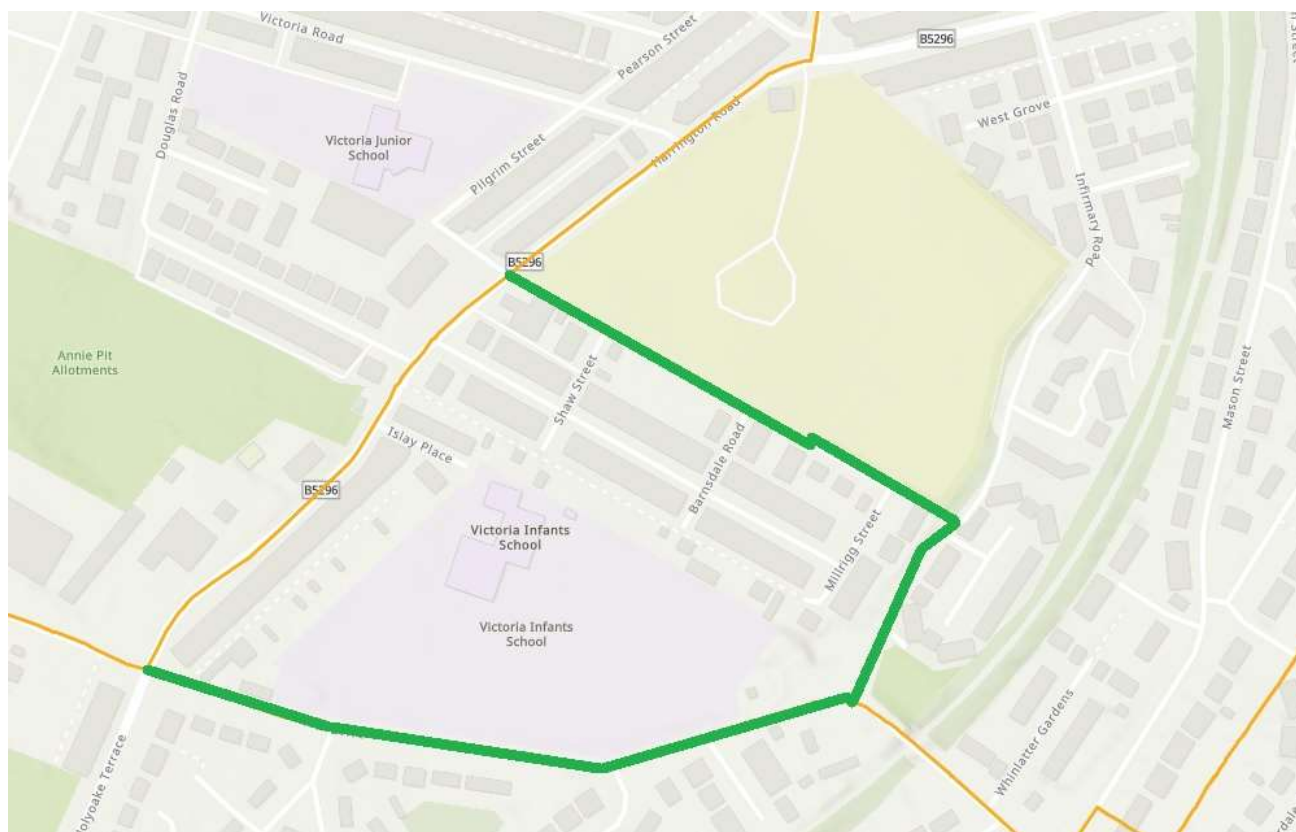 Victoria Road
Pearson Street
B5296
Douglas Road
Victoria Junior
School
West Grove
Harrington Road
Pilgrim Street
Infirmary Road
B5296
Annie Pit
Allotments
Shaw Street
Mason Street
Islay Place
Barnsdale Road
B5296
Victoria Infants
School
Millrigg Street
Victoria Infants
School
Whinlatter Gardens
olyoake Terrace